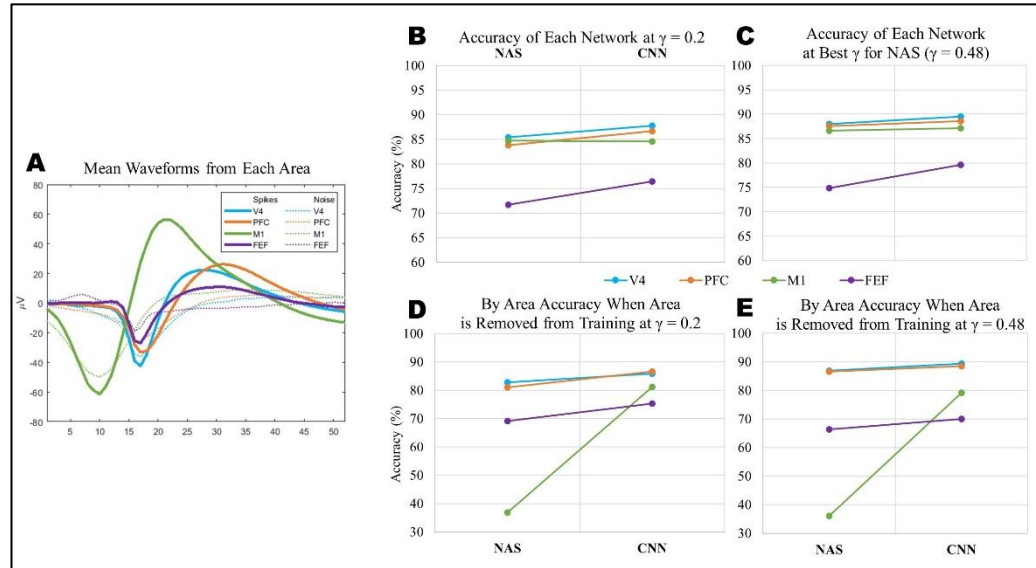 A
Mean Waveforms from Each Area
80
60
40
20
0
-20
-40
-60
-80
μV
5 10 15 20 25 30 35 40 45 50
Spikes Noise
V4 V4
PFC PFC
M1 M1
FEF FEF
B
Accuracy of Each Network at γ = 0.2
NAS CNN
100
95
90
85
80
75
70
65
60
Accuracy (%)
C
Accuracy of Each Network
at Best γ for NAS (γ = 0.48)
100
95
90
85
80
75
70
65
60
V4 PFC M1 FEF
D
By Area Accuracy When Area
is Removed from Training at γ = 0.2
100
90
80
70
60
50
40
30
Accuracy (%)
NAS CNN
E
By Area Accuracy When Area
is Removed from Training at γ = 0.48
100
90
80
70
60
50
40
30
NAS CNN